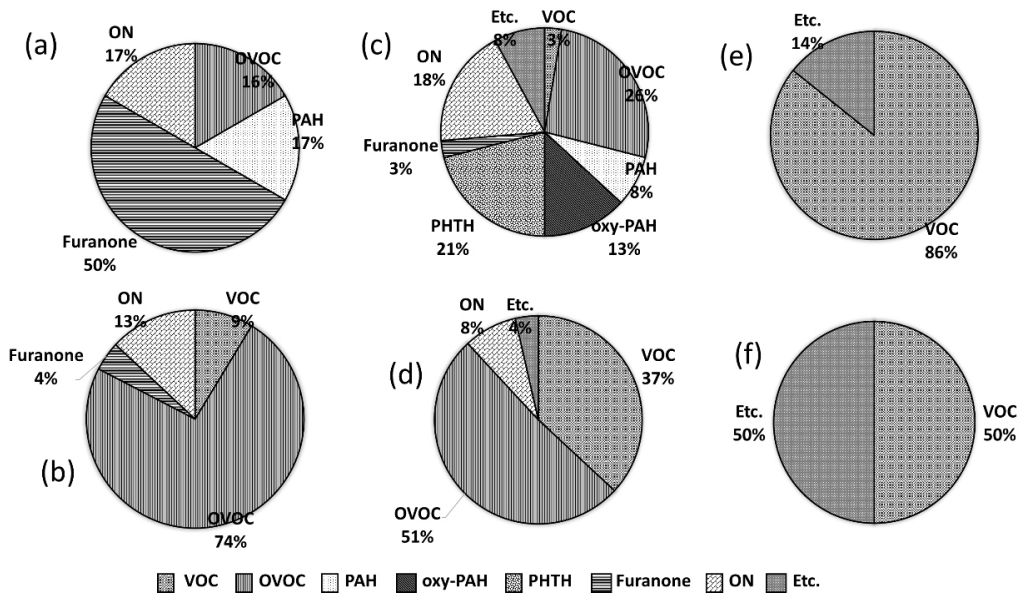 (a)
ON
17%
OVOC
16%
PAH
17%
Furanone
50%
(c)
Etc.
8%
VOC
3%
ON
18%
OVOC
26%
Furanone
3%
PAH
8%
PHTH
21%
oxy-PAH
13%
(e)
Etc.
14%
VOC
86%
(b)
ON
13%
VOC
9%
Furanone
4%
OVOC
74%
(d)
ON
8%
Etc.
4%
VOC
37%
OVOC
51%
(f)
Etc.
50%
VOC
50%
VOC OVOC PAH oxy-PAH PHTH Furanone ON Etc.